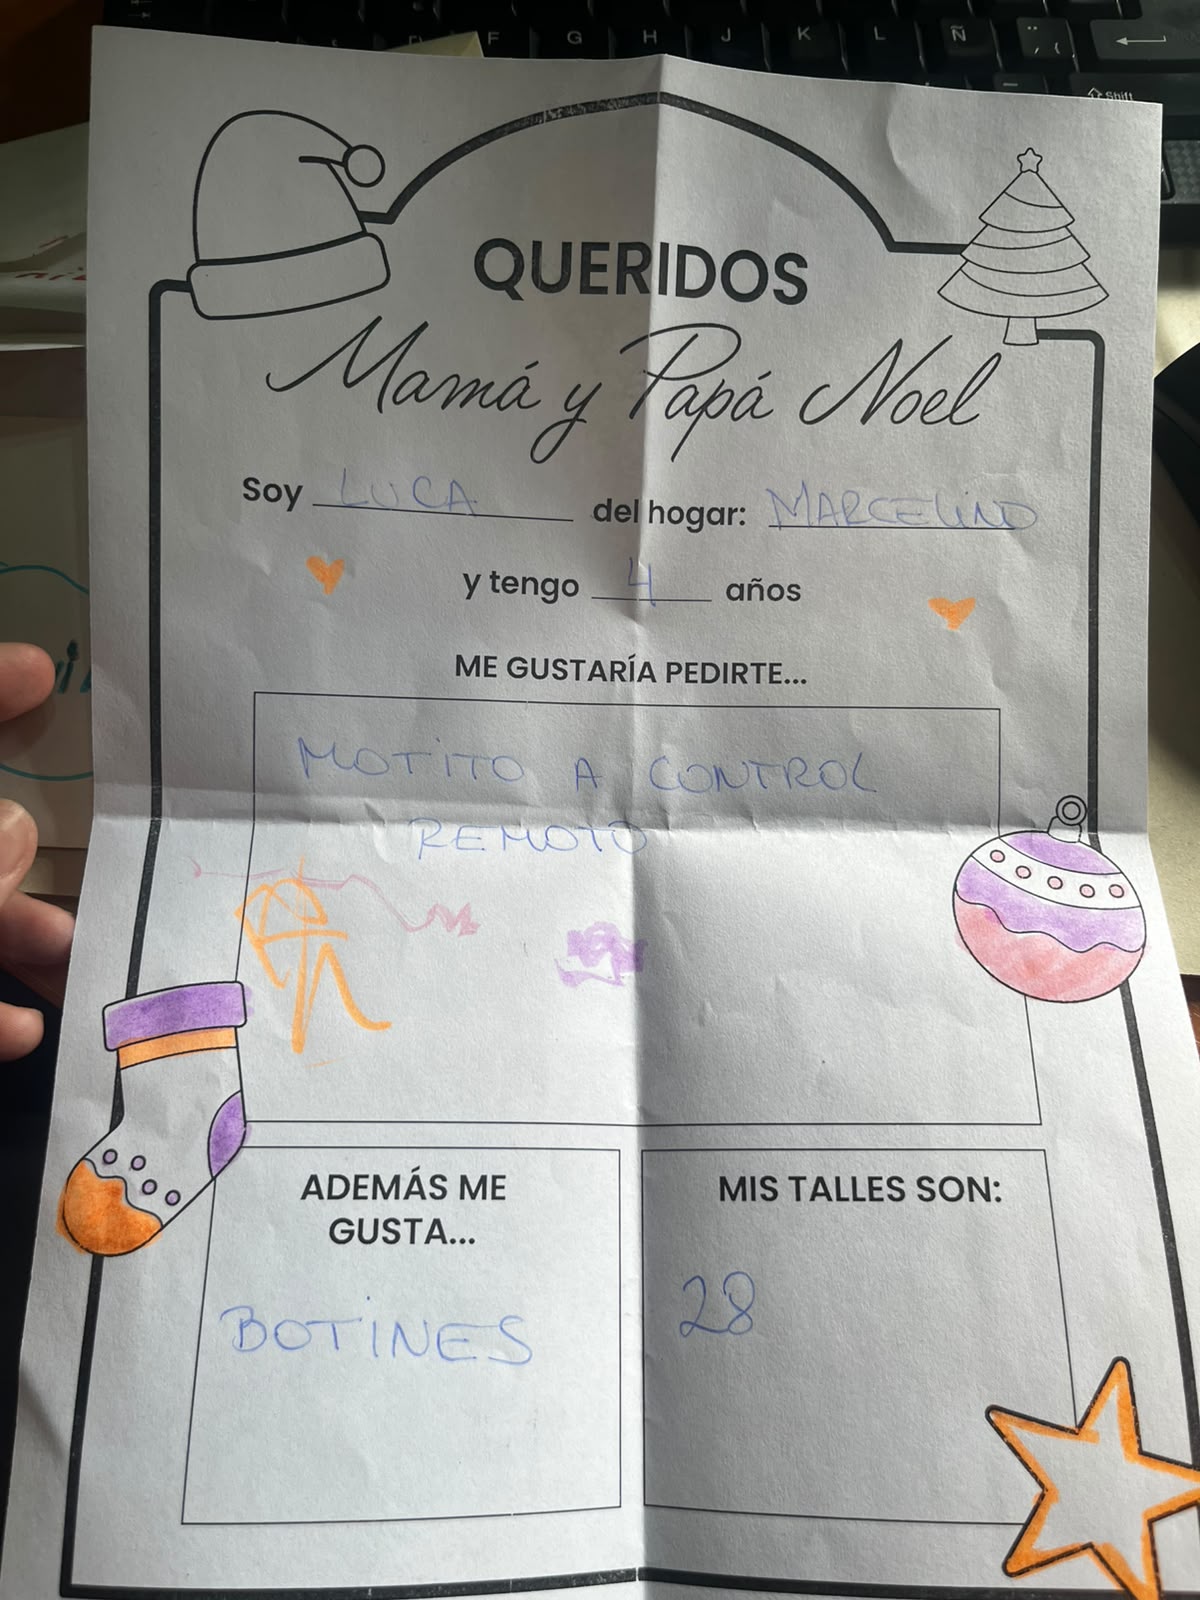 F G H J K L Ñ
Shift
QUERIDOS
Mamá y Papá Noel
Soy LUCA del hogar: MARCELINO
y tengo 4 años
ME GUSTARÍA PEDIRTE...
MOTITO A CONTROL
REMOTO
ADEMÁS ME
GUSTA...
BOTINES
MIS TALLES SON:
28